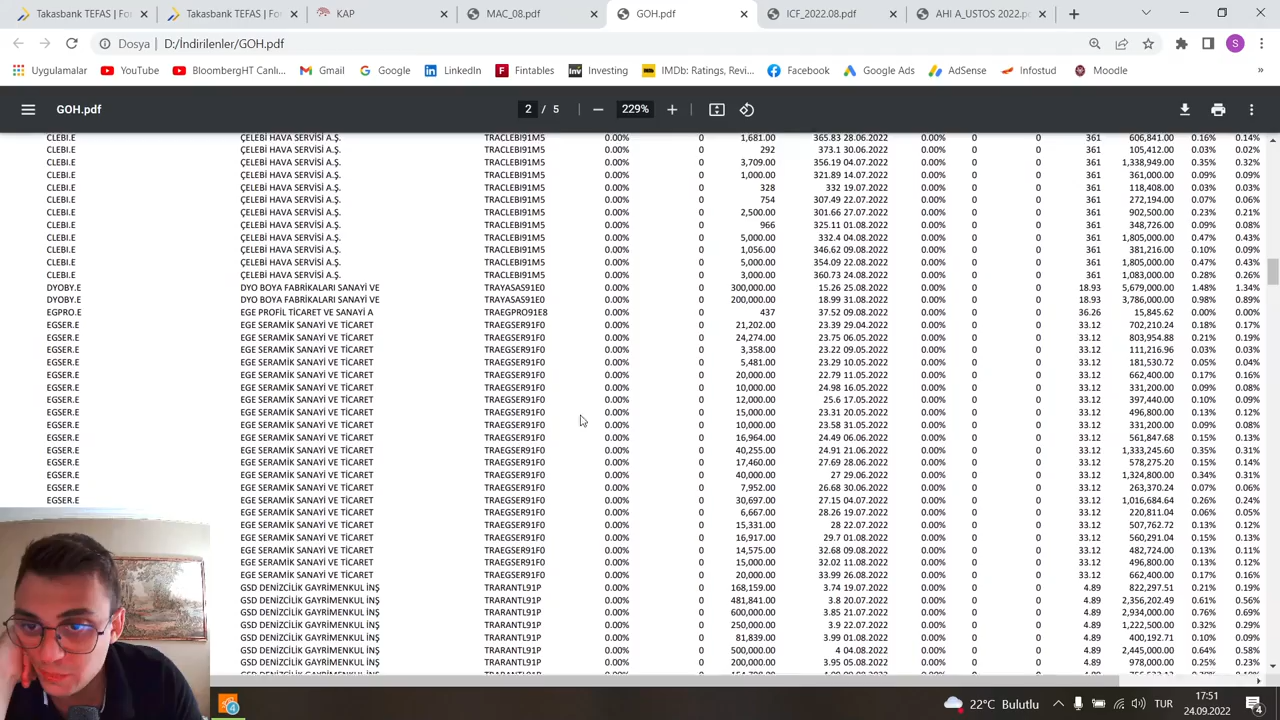 Takasbank TEFAS | For
Takasbank TEFAS | For
KAP
MAC_08.pdf
GOH.pdf
ICF_2022.08.pdf
AHI A_USTOS 2022.p
Dosya | D:/İndirilenler/GOH.pdf
Uygulamalar YouTube BloombergHT Canlı... Gmail Google LinkedIn Fintables Investing IMDb: Ratings, Revi... Facebook Google Ads AdSense Infostud Moodle »
GOH.pdf 2 / 5 229%
CLEBI.E ÇELEBİ HAVA SERVİSİ A.Ş. TRACLEBI91M5 0.00% 0 1,681.00 365.83 28.06.2022 0.00% 0 0 361 606,841.00 0.16% 0.14%
CLEBI.E ÇELEBİ HAVA SERVİSİ A.Ş. TRACLEBI91M5 0.00% 0 292 373.1 30.06.2022 0.00% 0 0 361 105,412.00 0.03% 0.02%
CLEBI.E ÇELEBİ HAVA SERVİSİ A.Ş. TRACLEBI91M5 0.00% 0 3,709.00 356.19 04.07.2022 0.00% 0 0 361 1,338,949.00 0.35% 0.32%
CLEBI.E ÇELEBİ HAVA SERVİSİ A.Ş. TRACLEBI91M5 0.00% 0 1,000.00 321.89 14.07.2022 0.00% 0 0 361 361,000.00 0.09% 0.09%
CLEBI.E ÇELEBİ HAVA SERVİSİ A.Ş. TRACLEBI91M5 0.00% 0 328 332 19.07.2022 0.00% 0 0 361 118,408.00 0.03% 0.03%
CLEBI.E ÇELEBİ HAVA SERVİSİ A.Ş. TRACLEBI91M5 0.00% 0 754 307.49 22.07.2022 0.00% 0 0 361 272,194.00 0.07% 0.06%
CLEBI.E ÇELEBİ HAVA SERVİSİ A.Ş. TRACLEBI91M5 0.00% 0 2,500.00 301.66 27.07.2022 0.00% 0 0 361 902,500.00 0.23% 0.21%
CLEBI.E ÇELEBİ HAVA SERVİSİ A.Ş. TRACLEBI91M5 0.00% 0 966 325.11 01.08.2022 0.00% 0 0 361 348,726.00 0.09% 0.08%
CLEBI.E ÇELEBİ HAVA SERVİSİ A.Ş. TRACLEBI91M5 0.00% 0 5,000.00 332.4 04.08.2022 0.00% 0 0 361 1,805,000.00 0.47% 0.43%
CLEBI.E ÇELEBİ HAVA SERVİSİ A.Ş. TRACLEBI91M5 0.00% 0 1,056.00 346.62 09.08.2022 0.00% 0 0 361 381,216.00 0.10% 0.09%
CLEBI.E ÇELEBİ HAVA SERVİSİ A.Ş. TRACLEBI91M5 0.00% 0 5,000.00 354.09 22.08.2022 0.00% 0 0 361 1,805,000.00 0.47% 0.43%
CLEBI.E ÇELEBİ HAVA SERVİSİ A.Ş. TRACLEBI91M5 0.00% 0 3,000.00 360.73 24.08.2022 0.00% 0 0 361 1,083,000.00 0.28% 0.26%
DYOBY.E DYO BOYA FABRİKALARI SANAYİ VE TRAYASAS91E0 0.00% 0 300,000.00 15.26 25.08.2022 0.00% 0 0 18.93 5,679,000.00 1.48% 1.34%
DYOBY.E DYO BOYA FABRİKALARI SANAYİ VE TRAYASAS91E0 0.00% 0 200,000.00 18.99 31.08.2022 0.00% 0 0 18.93 3,786,000.00 0.98% 0.89%
EGPRO.E EGE PROFİL TİCARET VE SANAYİ A TRAEGPRO91E8 0.00% 0 437 37.52 09.08.2022 0.00% 0 0 36.26 15,845.62 0.00% 0.00%
EGSER.E EGE SERAMİK SANAYİ VE TİCARET TRAEGSER91F0 0.00% 0 21,202.00 23.39 29.04.2022 0.00% 0 0 33.12 702,210.24 0.18% 0.17%
EGSER.E EGE SERAMİK SANAYİ VE TİCARET TRAEGSER91F0 0.00% 0 24,274.00 23.75 06.05.2022 0.00% 0 0 33.12 803,954.88 0.21% 0.19%
EGSER.E EGE SERAMİK SANAYİ VE TİCARET TRAEGSER91F0 0.00% 0 3,358.00 23.22 09.05.2022 0.00% 0 0 33.12 111,216.96 0.03% 0.03%
EGSER.E EGE SERAMİK SANAYİ VE TİCARET TRAEGSER91F0 0.00% 0 5,481.00 23.29 10.05.2022 0.00% 0 0 33.12 181,530.72 0.05% 0.04%
EGSER.E EGE SERAMİK SANAYİ VE TİCARET TRAEGSER91F0 0.00% 0 20,000.00 22.79 11.05.2022 0.00% 0 0 33.12 662,400.00 0.17% 0.16%
EGSER.E EGE SERAMİK SANAYİ VE TİCARET TRAEGSER91F0 0.00% 0 10,000.00 24.98 16.05.2022 0.00% 0 0 33.12 331,200.00 0.09% 0.08%
EGSER.E EGE SERAMİK SANAYİ VE TİCARET TRAEGSER91F0 0.00% 0 12,000.00 25.6 17.05.2022 0.00% 0 0 33.12 397,440.00 0.10% 0.09%
EGSER.E EGE SERAMİK SANAYİ VE TİCARET TRAEGSER91F0 0.00% 0 15,000.00 23.31 20.05.2022 0.00% 0 0 33.12 496,800.00 0.13% 0.12%
EGSER.E EGE SERAMİK SANAYİ VE TİCARET TRAEGSER91F0 0.00% 0 10,000.00 23.58 31.05.2022 0.00% 0 0 33.12 331,200.00 0.09% 0.08%
EGSER.E EGE SERAMİK SANAYİ VE TİCARET TRAEGSER91F0 0.00% 0 16,964.00 24.49 06.06.2022 0.00% 0 0 33.12 561,847.68 0.15% 0.13%
EGSER.E EGE SERAMİK SANAYİ VE TİCARET TRAEGSER91F0 0.00% 0 40,255.00 24.91 21.06.2022 0.00% 0 0 33.12 1,333,245.60 0.35% 0.31%
EGSER.E EGE SERAMİK SANAYİ VE TİCARET TRAEGSER91F0 0.00% 0 17,460.00 27.69 28.06.2022 0.00% 0 0 33.12 578,275.20 0.15% 0.14%
EGSER.E EGE SERAMİK SANAYİ VE TİCARET TRAEGSER91F0 0.00% 0 40,000.00 27 29.06.2022 0.00% 0 0 33.12 1,324,800.00 0.34% 0.31%
EGSER.E EGE SERAMİK SANAYİ VE TİCARET TRAEGSER91F0 0.00% 0 7,952.00 26.68 30.06.2022 0.00% 0 0 33.12 263,370.24 0.07% 0.06%
EGSER.E EGE SERAMİK SANAYİ VE TİCARET TRAEGSER91F0 0.00% 0 30,697.00 27.15 04.07.2022 0.00% 0 0 33.12 1,016,684.64 0.26% 0.24%
EGE SERAMİK SANAYİ VE TİCARET TRAEGSER91F0 0.00% 0 6,667.00 28.26 19.07.2022 0.00% 0 0 33.12 220,811.04 0.06% 0.05%
EGE SERAMİK SANAYİ VE TİCARET TRAEGSER91F0 0.00% 0 15,331.00 28 22.07.2022 0.00% 0 0 33.12 507,762.72 0.13% 0.12%
EGE SERAMİK SANAYİ VE TİCARET TRAEGSER91F0 0.00% 0 16,917.00 29.7 01.08.2022 0.00% 0 0 33.12 560,291.04 0.15% 0.13%
EGE SERAMİK SANAYİ VE TİCARET TRAEGSER91F0 0.00% 0 14,575.00 32.68 09.08.2022 0.00% 0 0 33.12 482,724.00 0.13% 0.11%
EGE SERAMİK SANAYİ VE TİCARET TRAEGSER91F0 0.00% 0 15,000.00 32.02 11.08.2022 0.00% 0 0 33.12 496,800.00 0.13% 0.12%
EGE SERAMİK SANAYİ VE TİCARET TRAEGSER91F0 0.00% 0 20,000.00 33.99 26.08.2022 0.00% 0 0 33.12 662,400.00 0.17% 0.16%
GSD DENİZCİLİK GAYRİMENKUL İNŞ TRARANTL91P 0.00% 0 168,159.00 3.74 19.07.2022 0.00% 0 0 4.89 822,297.51 0.21% 0.19%
GSD DENİZCİLİK GAYRİMENKUL İNŞ TRARANTL91P 0.00% 0 481,841.00 3.8 20.07.2022 0.00% 0 0 4.89 2,356,202.49 0.61% 0.56%
GSD DENİZCİLİK GAYRİMENKUL İNŞ TRARANTL91P 0.00% 0 600,000.00 3.85 21.07.2022 0.00% 0 0 4.89 2,934,000.00 0.76% 0.69%
GSD DENİZCİLİK GAYRİMENKUL İNŞ TRARANTL91P 0.00% 0 250,000.00 3.9 22.07.2022 0.00% 0 0 4.89 1,222,500.00 0.32% 0.29%
GSD DENİZCİLİK GAYRİMENKUL İNŞ TRARANTL91P 0.00% 0 81,839.00 3.99 01.08.2022 0.00% 0 0 4.89 400,192.71 0.10% 0.09%
GSD DENİZCİLİK GAYRİMENKUL İNŞ TRARANTL91P 0.00% 0 500,000.00 4 04.08.2022 0.00% 0 0 4.89 2,445,000.00 0.64% 0.58%
GSD DENİZCİLİK GAYRİMENKUL İNŞ TRARANTL91P 0.00% 0 200,000.00 3.95 05.08.2022 0.00% 0 0 4.89 978,000.00 0.25% 0.23%
4
22°C Bulutlu TUR 17:51
24.09.2022 4